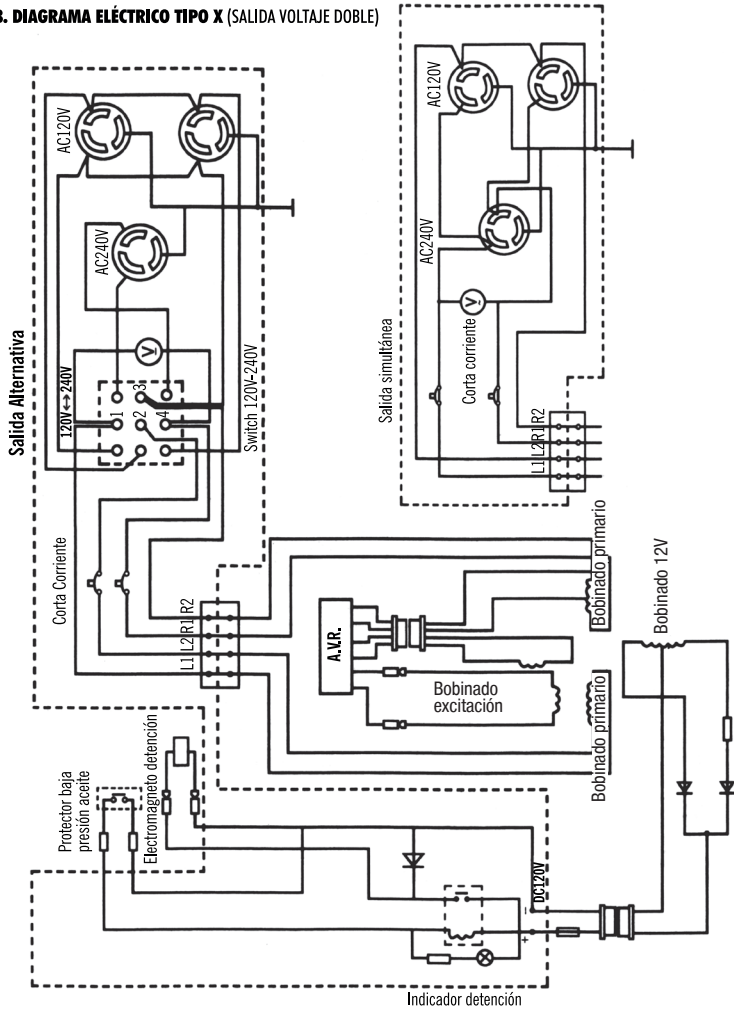 3. DIAGRAMA ELÉCTRICO TIPO X (SALIDA VOLTAJE DOBLE)
Salida Alternativa
AC120V
AC240V
120V↔240V
1 2 3 4
V
Switch 120V-240V
Corta Corriente
L1 L2 R1 R2
AC120V
AC240V
Salida simultánea
V
Corta corriente
L1 L2 R1 R2
A.V.R.
Bobinado
excitación
Bobinado primario
Bobinado primario
Bobinado 12V
Protector baja
presión aceite
Electromagneto detención
DC120V
+ −
Indicador detención